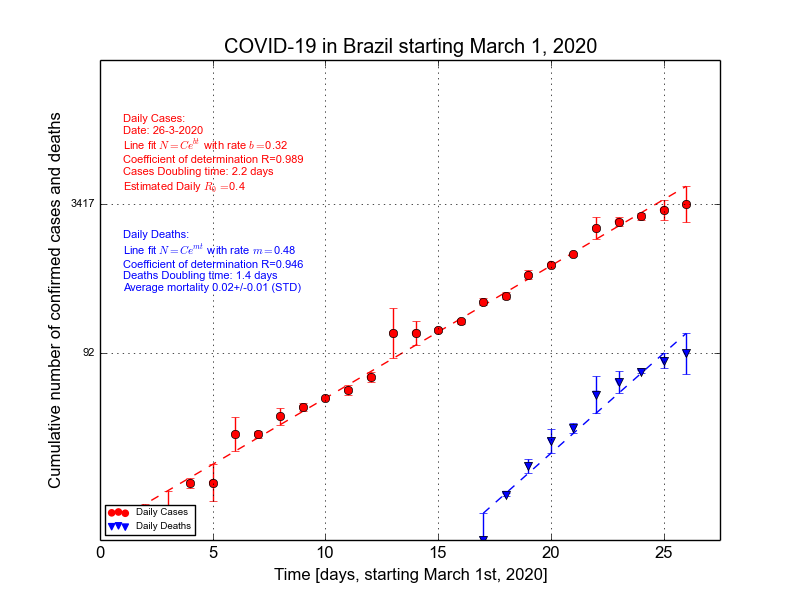 COVID-19 in Brazil starting March 1, 2020
Daily Cases:
Date: 26-3-2020
Line fit N = Ce^{bt} with rate b = 0.32
Coefficient of determination R=0.989
Cases Doubling time: 2.2 days
Estimated Daily R_0 = 0.4
3417
Daily Deaths:
Line fit N = Ce^{mt} with rate m = 0.48
Coefficient of determination R=0.946
Deaths Doubling time: 1.4 days
Average mortality 0.02+/-0.01 (STD)
92
Cumulative number of confirmed cases and deaths
Daily Cases
Daily Deaths
0 5 10 15 20 25
Time [days, starting March 1st, 2020]